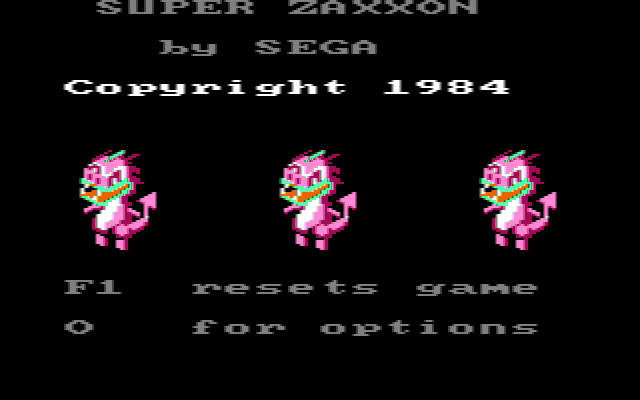 SUPER ZAXXON
by SEGA
Copyright 1984
F1 resets game
O for options